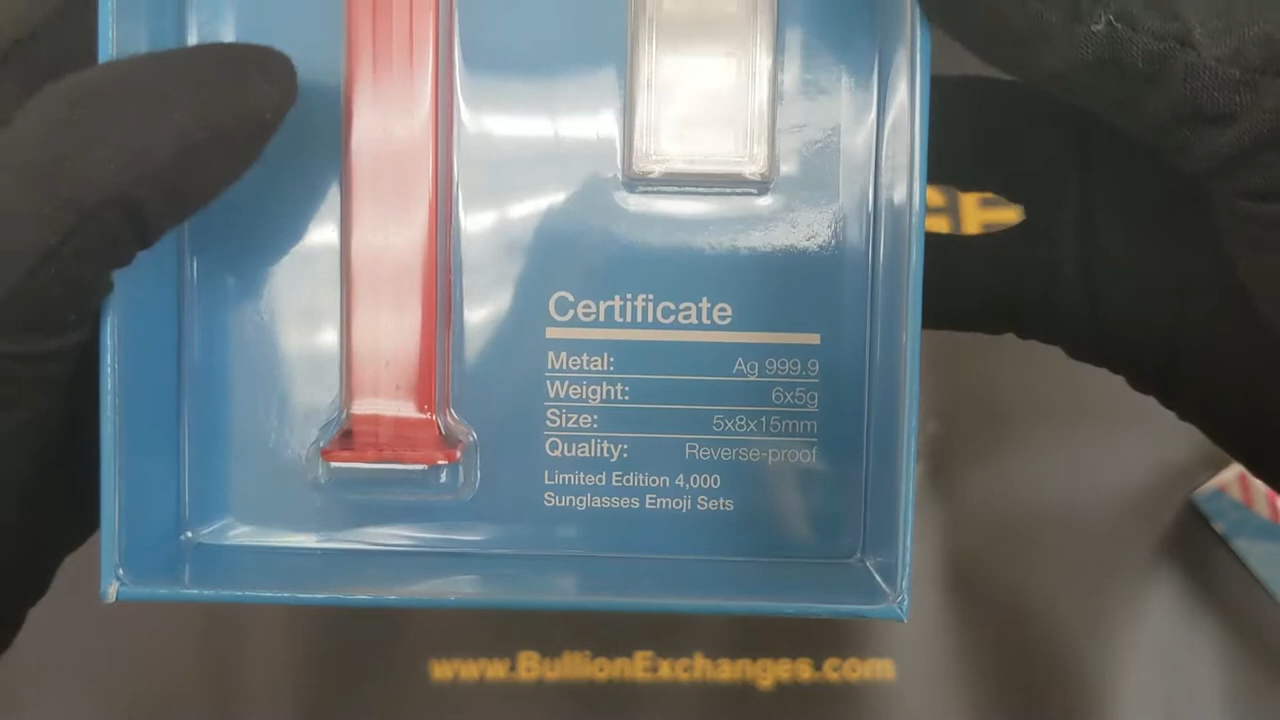 Certificate
Metal: Ag 999.9
Weight: 6x5g
Size: 5x8x15mm
Quality: Reverse-proof
Limited Edition 4,000
Sunglasses Emoji Sets
www.BullionExchanges.com